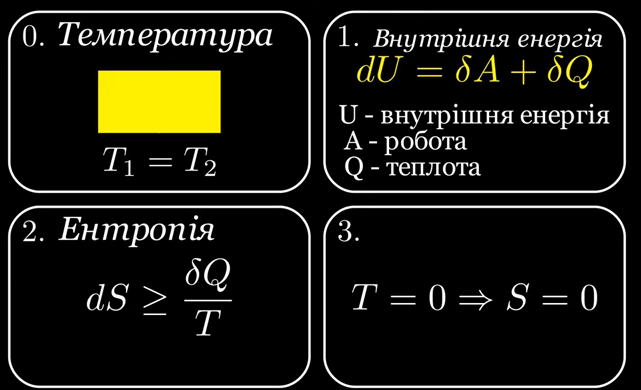 0. Температура
T₁ = T₂
1. Внутрішня енергія
dU = δA + δQ
U - внутрішня енергія
A - робота
Q - теплота
2. Ентропія
dS ≥ δQ/T
3.
T = 0 ⇒ S = 0